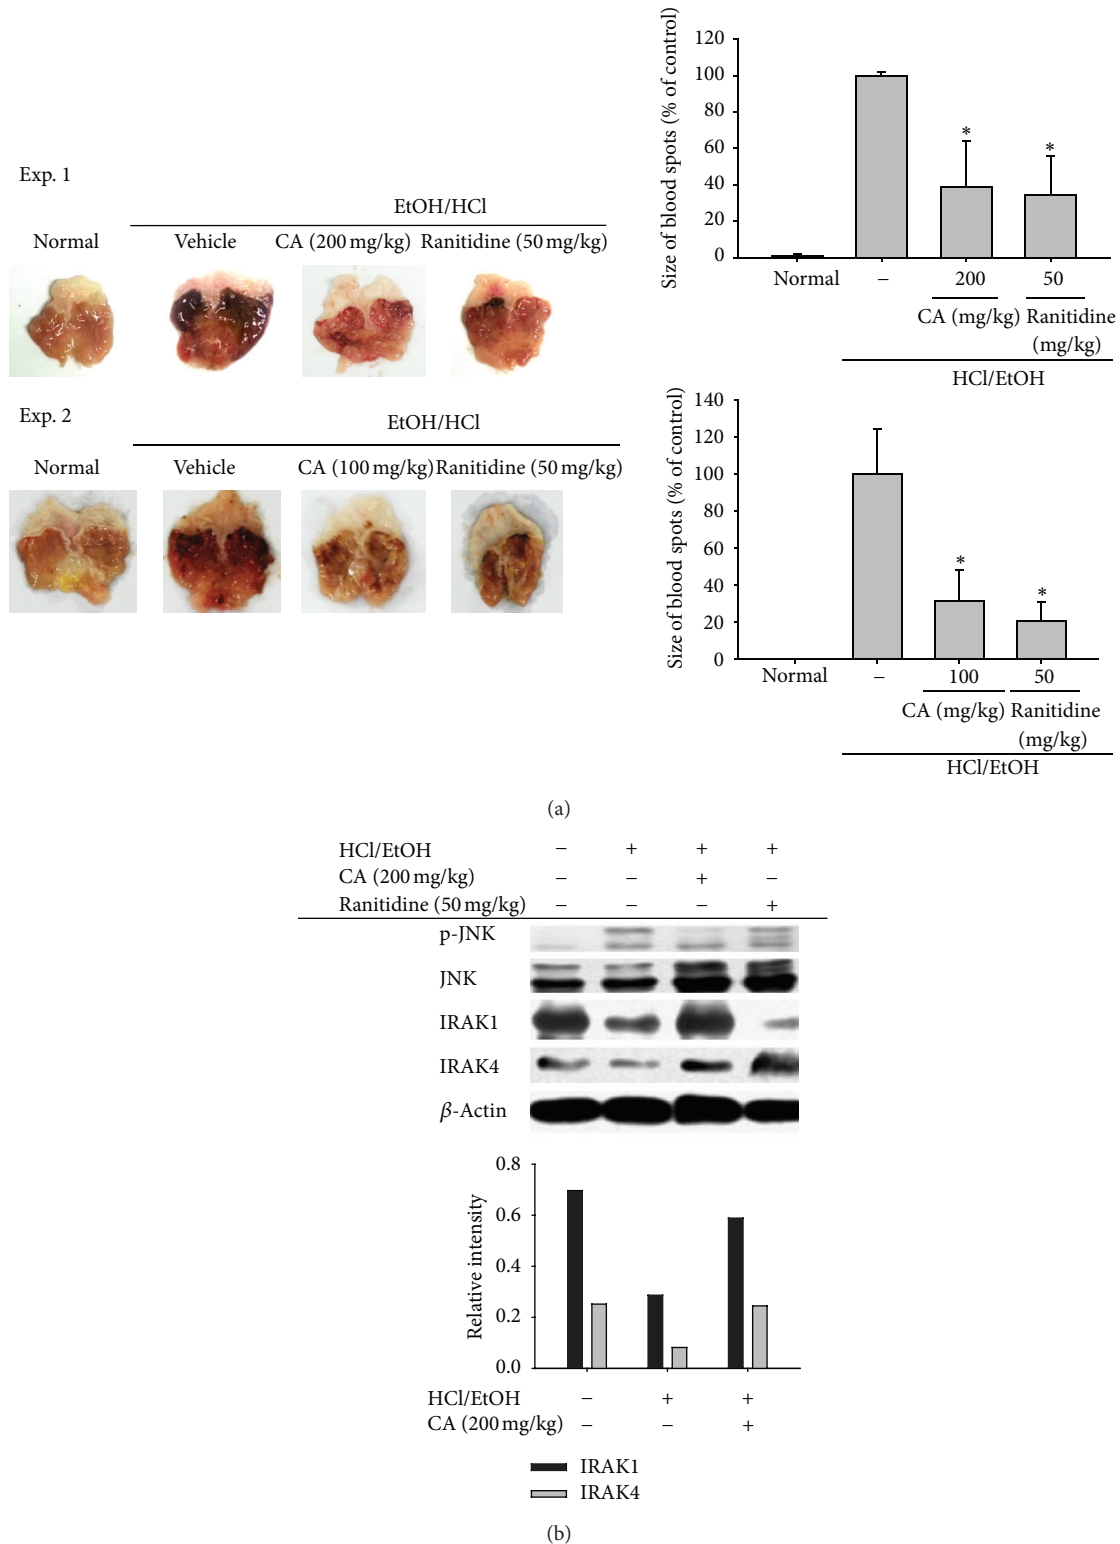 Exp. 1
EtOH/HCl
Normal Vehicle CA (200 mg/kg) Ranitidine (50 mg/kg)
Exp. 2
EtOH/HCl
Normal Vehicle CA (100 mg/kg) Ranitidine (50 mg/kg)
Size of blood spots (% of control)
120
100
80
60
40
20
0
* *
Normal – 200 50
CA (mg/kg) Ranitidine
(mg/kg)
HCl/EtOH
Size of blood spots (% of control)
140
120
100
80
60
40
20
0
* *
Normal – 100 50
CA (mg/kg) Ranitidine
(mg/kg)
HCl/EtOH
(a)
HCl/EtOH – + + +
CA (200 mg/kg) – – + –
Ranitidine (50 mg/kg) – – – +
p-JNK
JNK
IRAK1
IRAK4
β-Actin
Relative intensity
0.8
0.6
0.4
0.2
0.0
HCl/EtOH – + +
CA (200 mg/kg) – – +
IRAK1
IRAK4
(b)